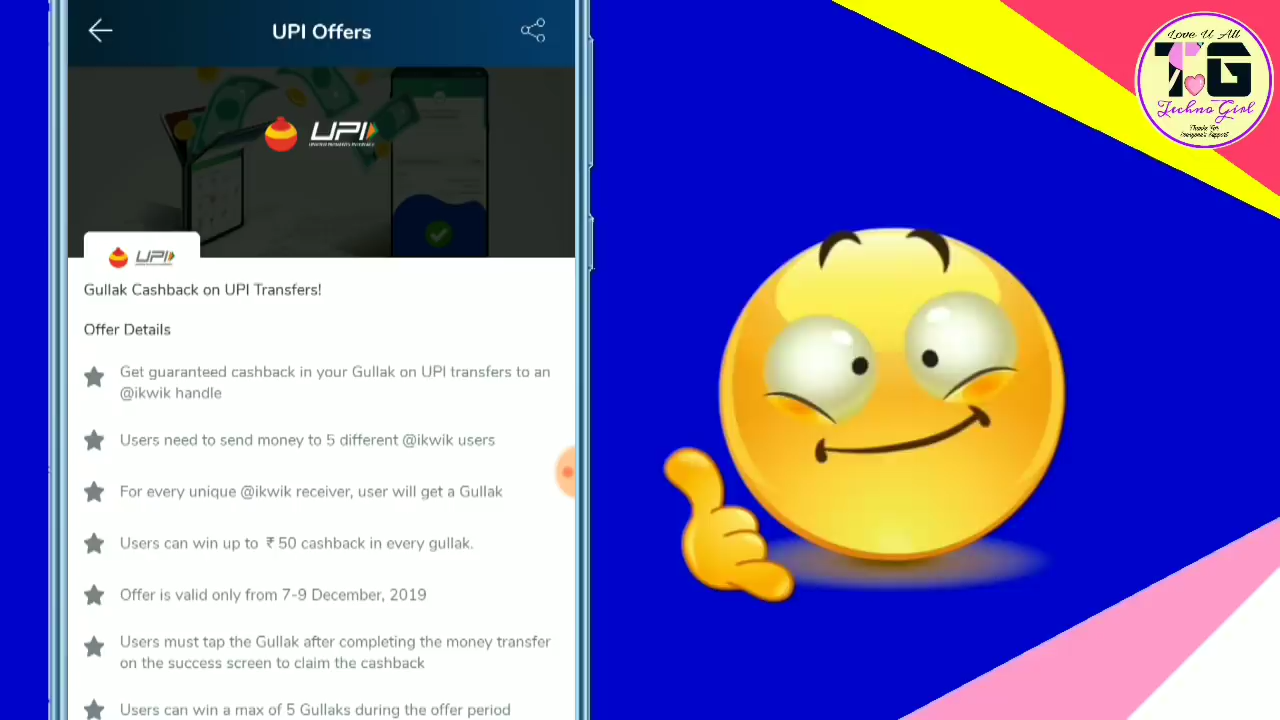 UPI Offers
UPI
UPI
Gullak Cashback on UPI Transfers!
Offer Details
Get guaranteed cashback in your Gullak on UPI transfers to an
@ikwik handle
Users need to send money to 5 different @ikwik users
For every unique @ikwik receiver, user will get a Gullak
Users can win up to ₹ 50 cashback in every gullak.
Offer is valid only from 7-9 December, 2019
Users must tap the Gullak after completing the money transfer
on the success screen to claim the cashback
Users can win a max of 5 Gullaks during the offer period
Love U All
TG
Techno Girl
Thanks For
Everyone's Support